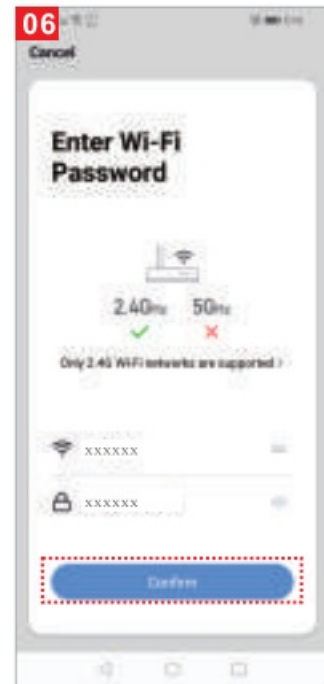 06
Cancel
Enter Wi-Fi
Password
2.4GHz 5GHz
Only 2.4G Wi-Fi networks are supported >
xxxxxx
xxxxxx
Confirm